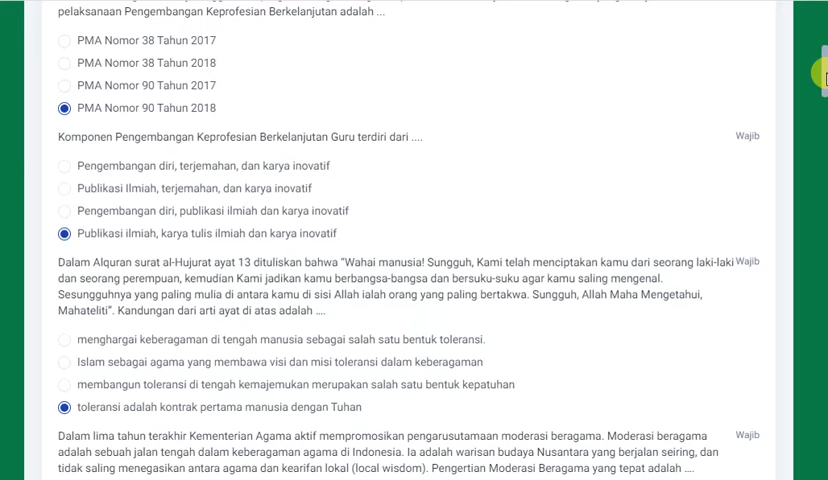 pelaksanaan Pengembangan Keprofesian Berkelanjutan adalah ...
PMA Nomor 38 Tahun 2017
PMA Nomor 38 Tahun 2018
PMA Nomor 90 Tahun 2017
PMA Nomor 90 Tahun 2018
Komponen Pengembangan Keprofesian Berkelanjutan Guru terdiri dari .... Wajib
Pengembangan diri, terjemahan, dan karya inovatif
Publikasi Ilmiah, terjemahan, dan karya inovatif
Pengembangan diri, publikasi ilmiah dan karya inovatif
Publikasi ilmiah, karya tulis ilmiah dan karya inovatif
Dalam Alquran surat al-Hujurat ayat 13 dituliskan bahwa “Wahai manusia! Sungguh, Kami telah menciptakan kamu dari seorang laki-laki Wajib
dan seorang perempuan, kemudian Kami jadikan kamu berbangsa-bangsa dan bersuku-suku agar kamu saling mengenal.
Sesungguhnya yang paling mulia di antara kamu di sisi Allah ialah orang yang paling bertakwa. Sungguh, Allah Maha Mengetahui,
Mahateliti”. Kandungan dari arti ayat di atas adalah ....
menghargai keberagaman di tengah manusia sebagai salah satu bentuk toleransi.
Islam sebagai agama yang membawa visi dan misi toleransi dalam keberagaman
membangun toleransi di tengah kemajemukan merupakan salah satu bentuk kepatuhan
toleransi adalah kontrak pertama manusia dengan Tuhan
Dalam lima tahun terakhir Kementerian Agama aktif mempromosikan pengarusutamaan moderasi beragama. Moderasi beragama Wajib
adalah sebuah jalan tengah dalam keberagaman agama di Indonesia. Ia adalah warisan budaya Nusantara yang berjalan seiring, dan
tidak saling menegasikan antara agama dan kearifan lokal (local wisdom). Pengertian Moderasi Beragama yang tepat adalah ....